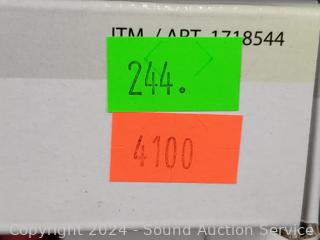 ITM. / ART. 1718544
244.
4100
Copyright 2024 - Sound Auction Service